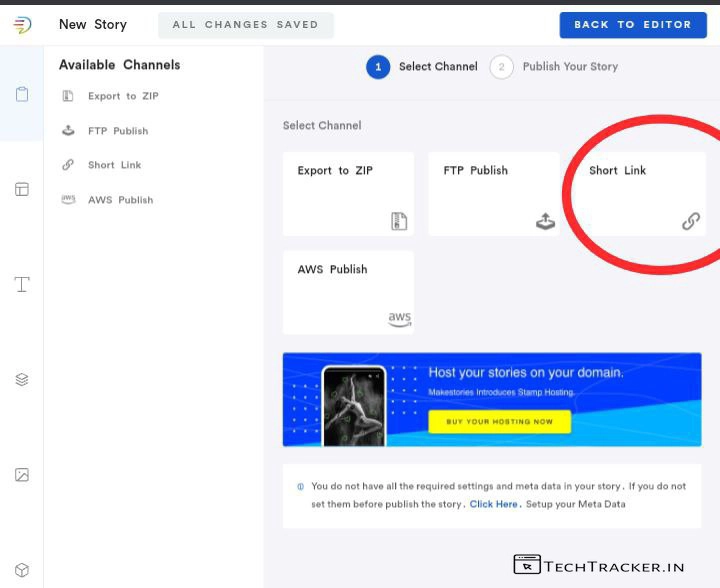 New Story
ALL CHANGES SAVED
BACK TO EDITOR
Available Channels
Export to ZIP
FTP Publish
Short Link
aws AWS Publish
1 Select Channel 2 Publish Your Story
Select Channel
Export to ZIP
FTP Publish
Short Link
AWS Publish
aws
Host your stories on your domain.
Makestories Introduces Stamp Hosting.
BUY YOUR HOSTING NOW
You do not have all the required settings and meta data in your story. If you do not
set them before publish the story. Click Here. Setup your Meta Data
TECHTRACKER.IN